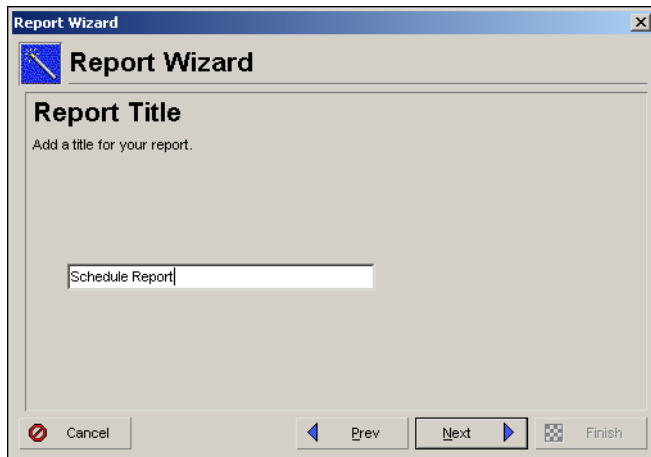 Report Wizard
Report Wizard
Report Title
Add a title for your report.
Schedule Report
Cancel
Prev
Next
Finish